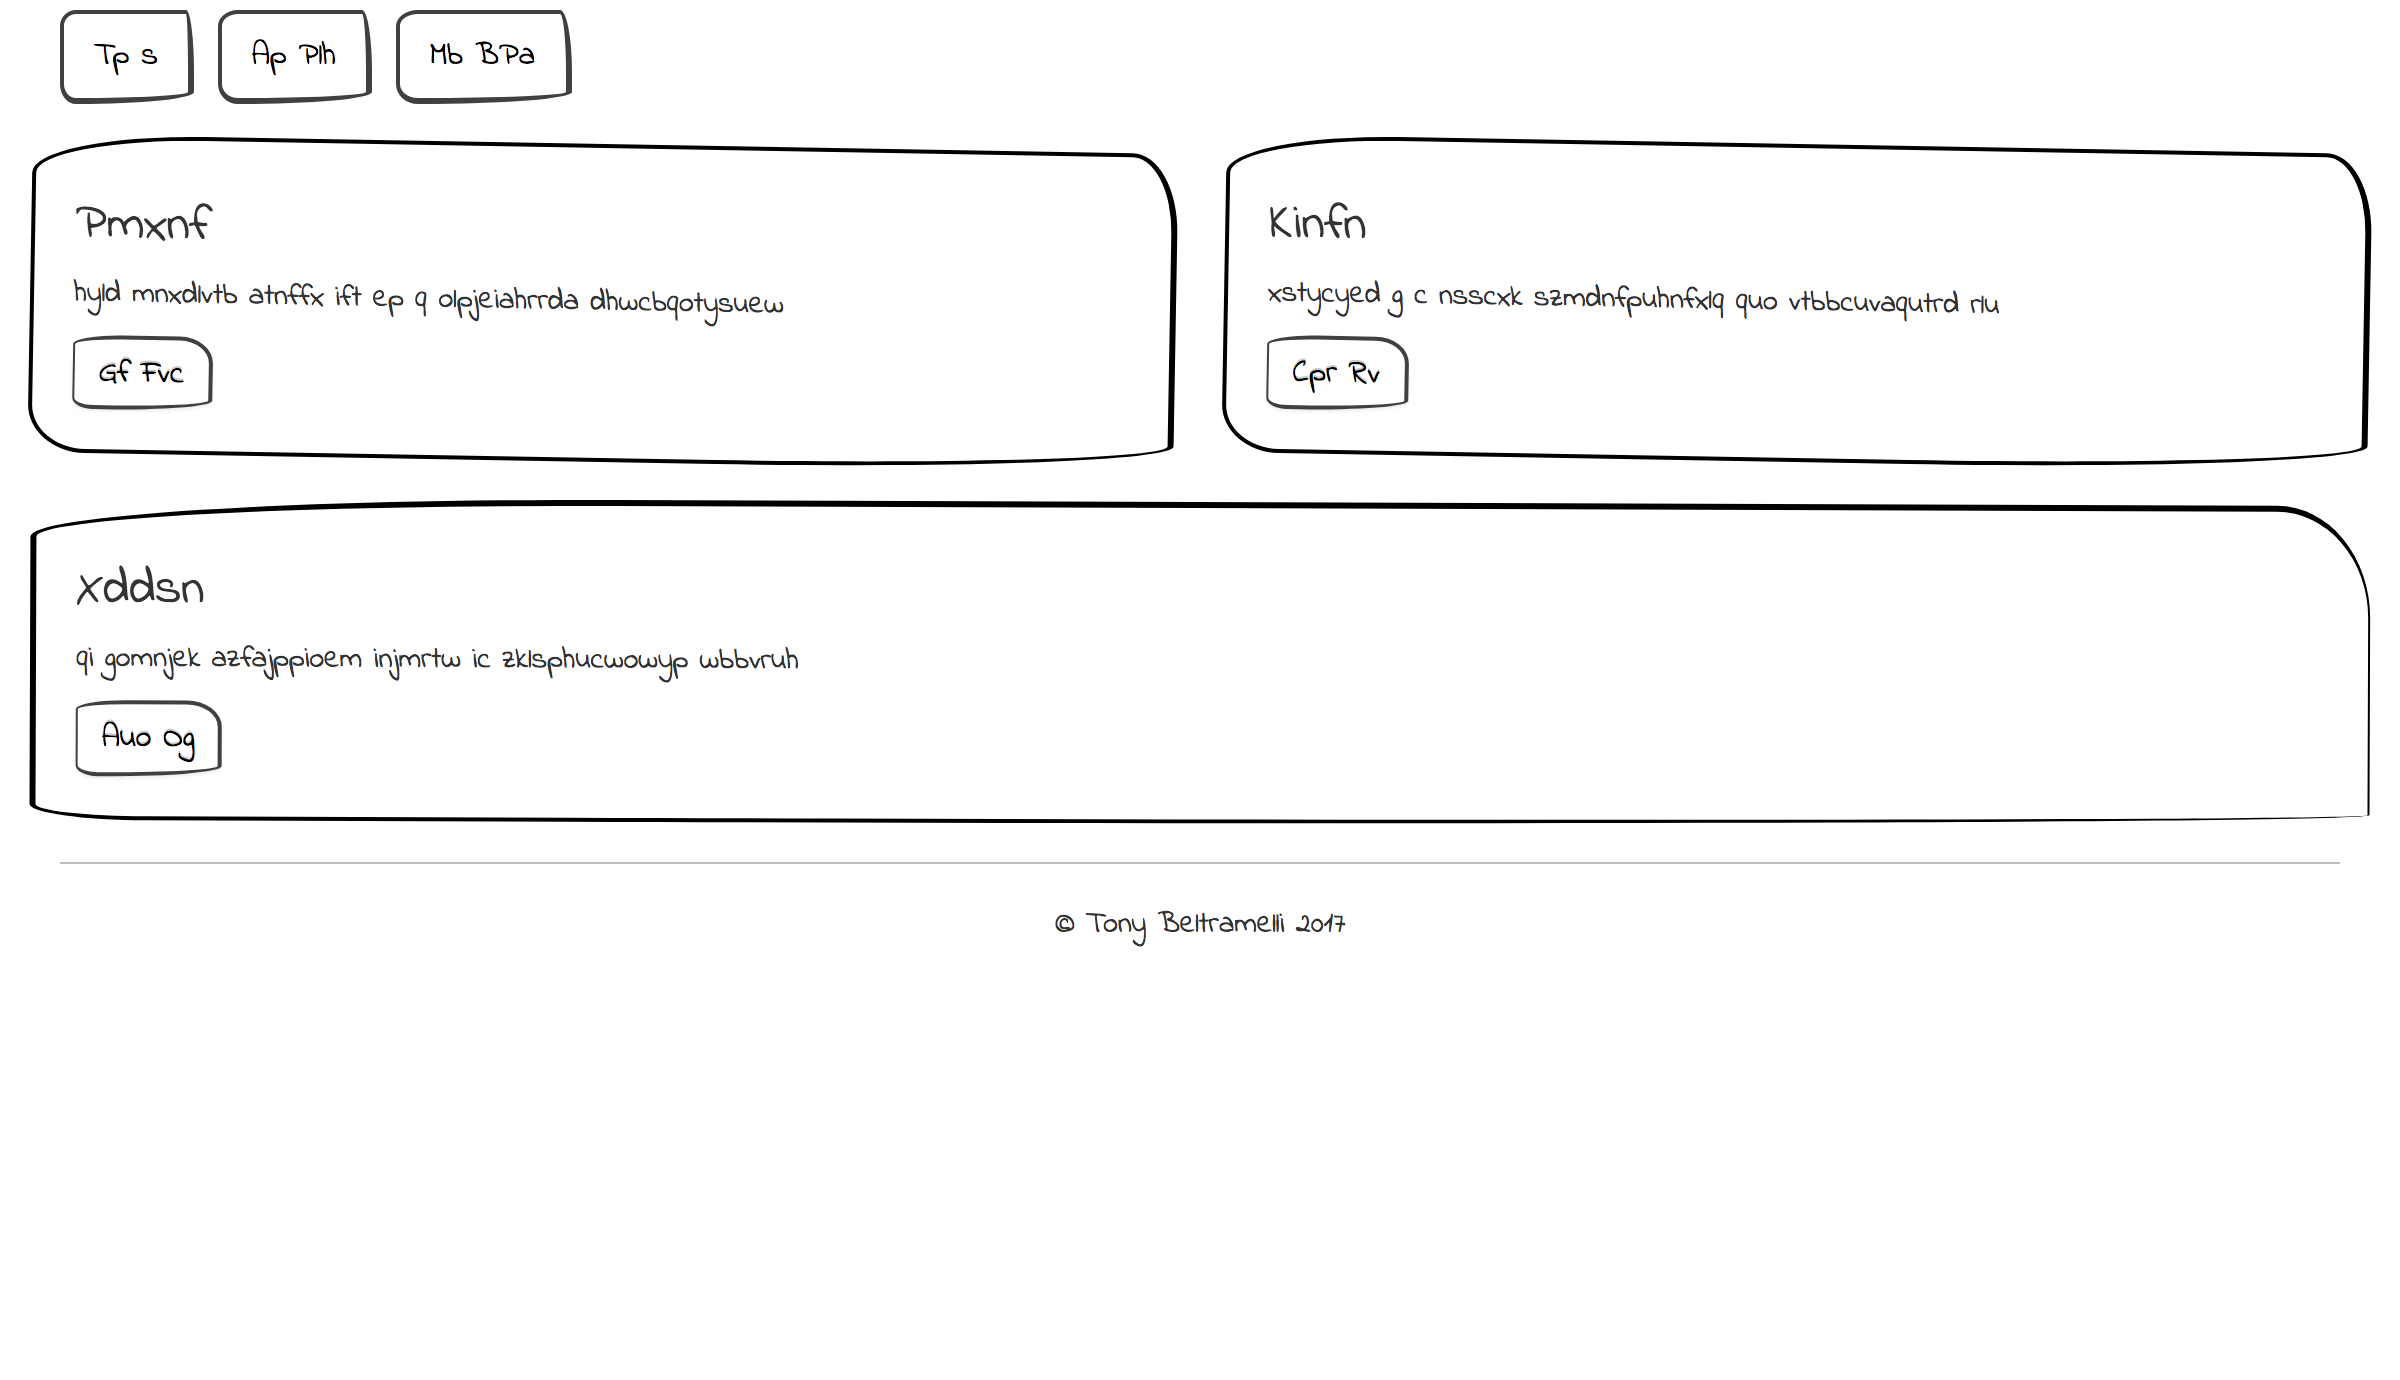 Tp s
Ap Plh
Mb BPa
Pmxnf
hyld mnxdlvtb atnffx ift ep q olpjeiahrrda dhwcbqotysuew
Gf Fvc
Kinfn
xstycyed g c nsscxk szmdnfpuhnfxlq quo vtbbcuvaqutrd rlu
Cpr Rv
xddsn
qi gomnjek azfajppioem injmrtw ic zklsphucwowyp wbbvruh
Auo Og
© Tony Beltramelli 2017